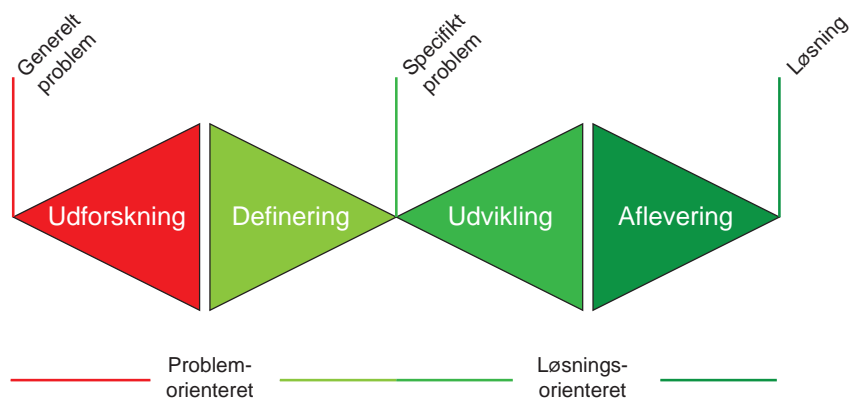 Generelt
problem
Specifikt
problem
Løsning
Udforskning
Definering
Udvikling
Aflevering
Problem-
orienteret
Løsnings-
orienteret